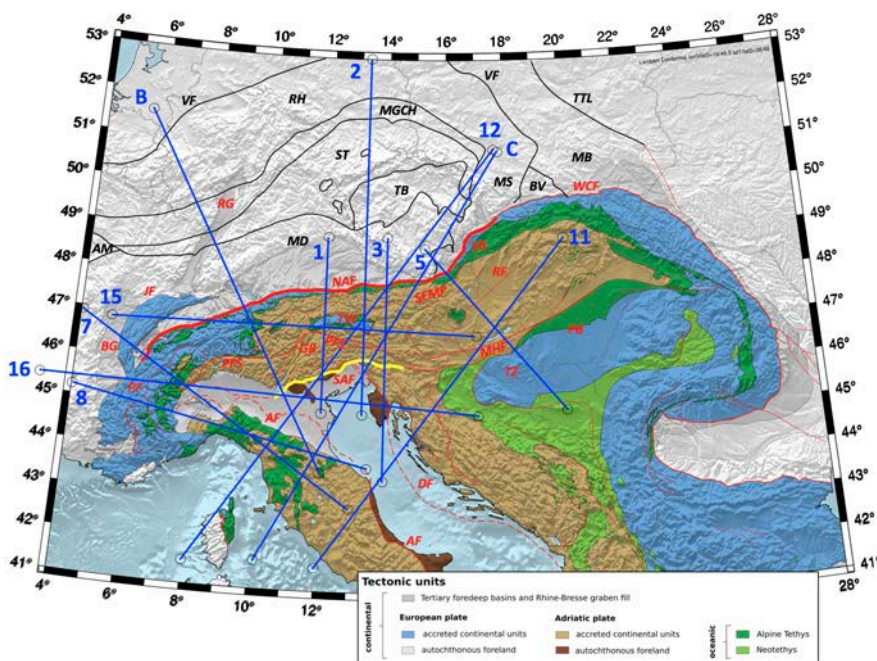 4° 6° 8° 10° 12° 14° 16° 18° 20° 22° 24° 26° 28°
53° 53°
52° 52°
51° 51°
50° 50°
49° 49°
48° 48°
47° 47°
46° 46°
45° 45°
44° 44°
43° 43°
42° 42°
41° 41°
4° 6° 8° 10° 12° 28°
2
B
VF
RH
VF
TTL
MGCH
12
C
ST
MB
TB
MS
BV
WCF
RG
AM
MD
1
3
5
11
RF
NAF
SEMP
JF
15
7
BG
GB
PFS
MHF
PB
TZ
16
SAF
8
AF
DF
AF
Tectonic units
continental
Tertiary foredeep basins and Rhine-Bresse graben fill
European plate
accreted continental units
autochthonous foreland
Adriatic plate
accreted continental units
autochthonous foreland
oceanic
Alpine Tethys
Neotethys